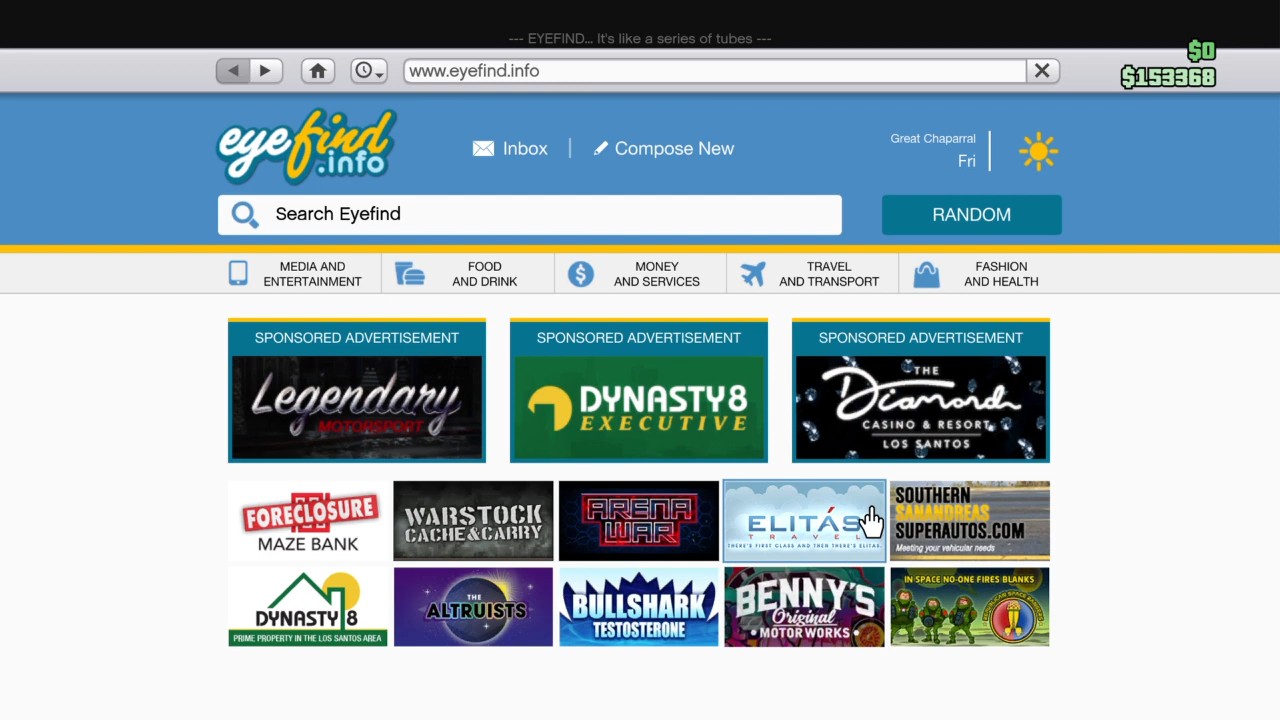 --- EYEFIND... It's like a series of tubes ---
$0
www.eyefind.info
$153368
eyefind
.info
Inbox
Compose New
Great Chaparral
Fri
Search Eyefind
RANDOM
MEDIA AND
ENTERTAINMENT
FOOD
AND DRINK
MONEY
AND SERVICES
TRAVEL
AND TRANSPORT
FASHION
AND HEALTH
SPONSORED ADVERTISEMENT
Legendary
MOTORSPORT
SPONSORED ADVERTISEMENT
DYNASTY8
EXECUTIVE
SPONSORED ADVERTISEMENT
THE
Diamond
CASINO & RESORT
LOS SANTOS
FORECLOSURE
MAZE BANK
WARSTOCK
CACHE&CARRY
ARENA
WAR
ELITÁS
TRAVEL
THERE'S FIRST CLASS AND THEN THERE'S ELITAS.
SOUTHERN
SANANDREAS
SUPERAUTOS.COM
Meeting your vehicular needs
DYNASTY 8
PRIME PROPERTY IN THE LOS SANTOS AREA
THE
ALTRUISTS
BULLSHARK
TESTOSTERONE
BENNY'S
Original
MOTOR WORKS
IN SPACE NO-ONE FIRES BLANKS